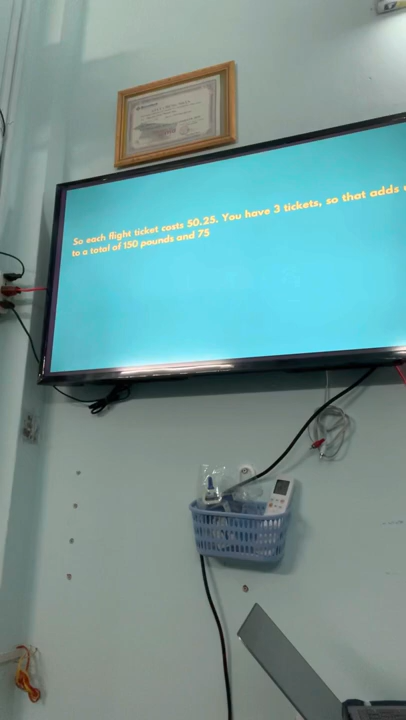 So each flight ticket costs 50.25. You have 3 tickets, so that adds
to a total of 150 pounds and 75